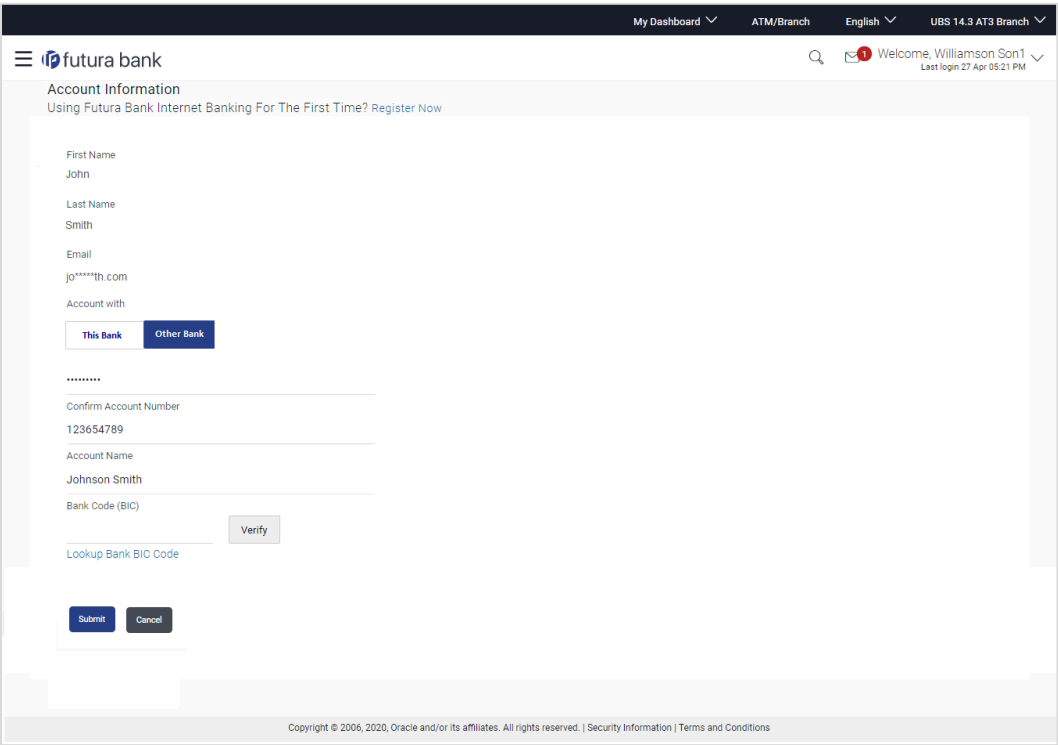 My Dashboard ATM/Branch English UBS 14.3 AT3 Branch
futura bank 1 Welcome, Williamson Son1
Last login 27 Apr 05:21 PM
Account Information
Using Futura Bank Internet Banking For The First Time? Register Now
First Name
John
Last Name
Smith
Email
jo*****th.com
Account with
This Bank Other Bank
•••••••••
Confirm Account Number
123654789
Account Name
Johnson Smith
Bank Code (BIC)
Verify
Lookup Bank BIC Code
Submit Cancel
Copyright © 2006, 2020, Oracle and/or its affiliates. All rights reserved. | Security Information | Terms and Conditions